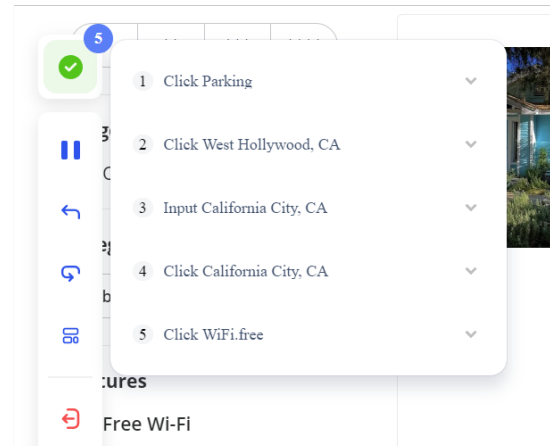 5
1 Click Parking
2 Click West Hollywood, CA
3 Input California City, CA
4 Click California City, CA
5 Click WiFi.free
Free Wi-Fi